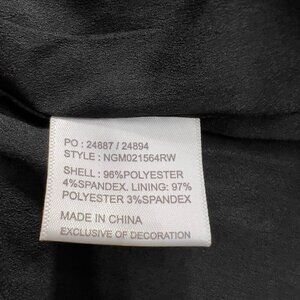 PO : 24887 / 24894
STYLE : NGM021564RW
SHELL : 96%POLYESTER
4%SPANDEX. LINING: 97%
POLYESTER 3%SPANDEX
MADE IN CHINA
EXCLUSIVE OF DECORATION